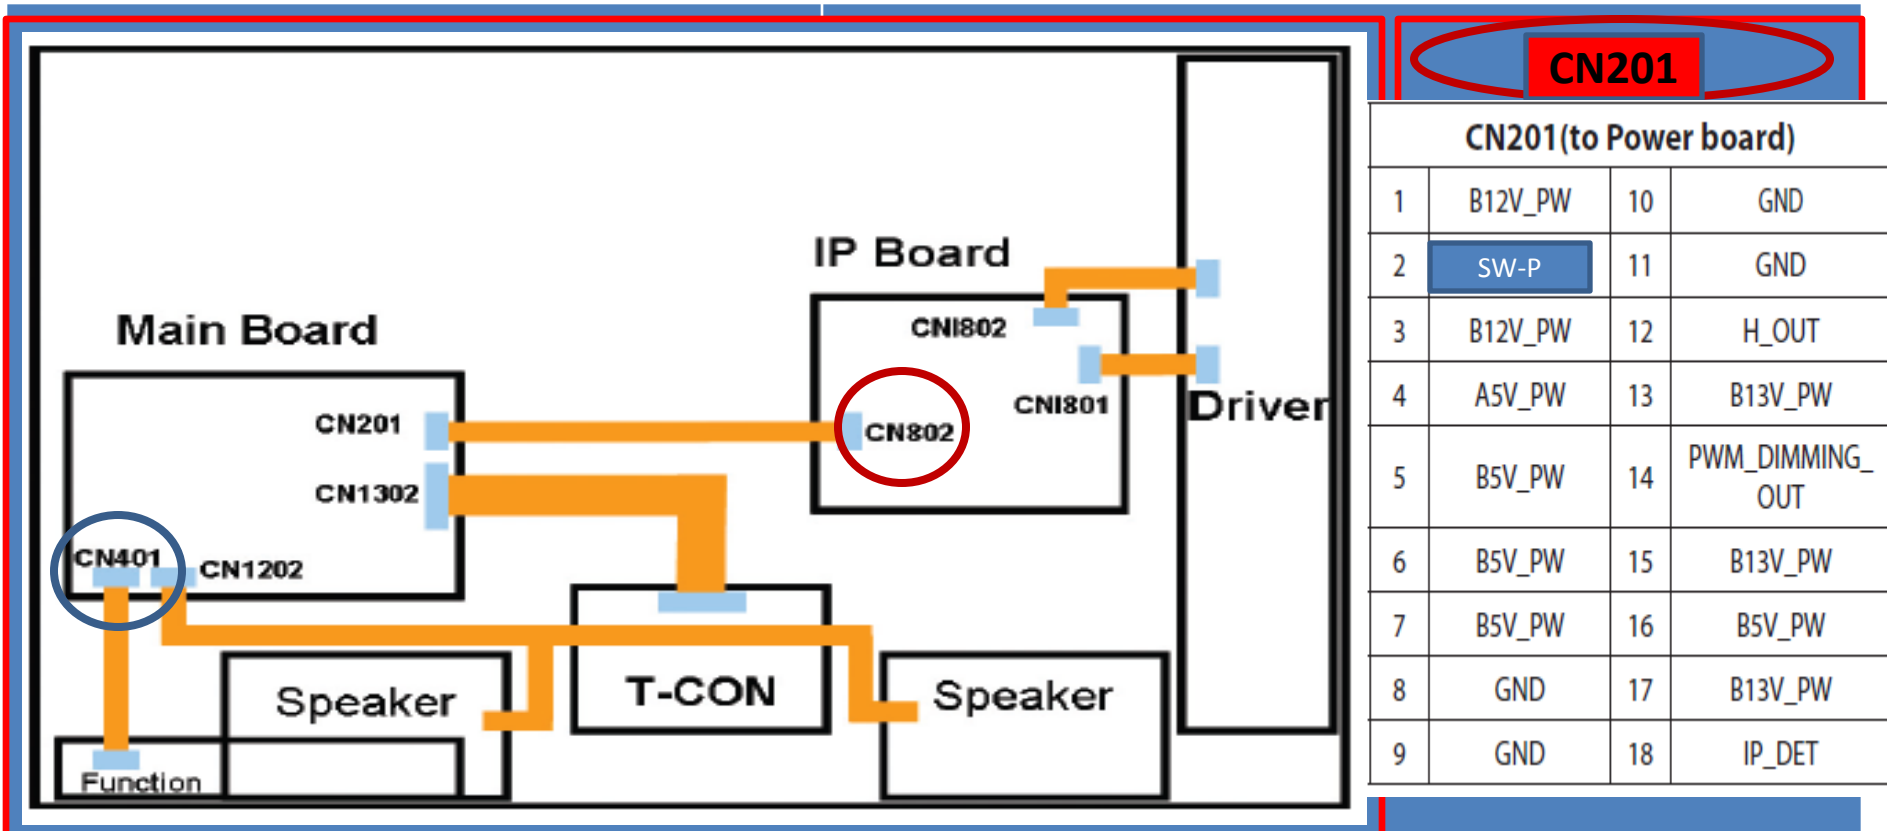 IP Board
CNI802
Main Board
CNI801
Driver
CN201
CN802
CN1302
CN401
CN1202
Speaker
T-CON
Speaker
Function
CN201
CN201(to Power board)
1 B12V_PW 10 GND
2 SW-P 11 GND
3 B12V_PW 12 H_OUT
4 A5V_PW 13 B13V_PW
5 B5V_PW 14 PWM_DIMMING_
OUT
6 B5V_PW 15 B13V_PW
7 B5V_PW 16 B5V_PW
8 GND 17 B13V_PW
9 GND 18 IP_DET